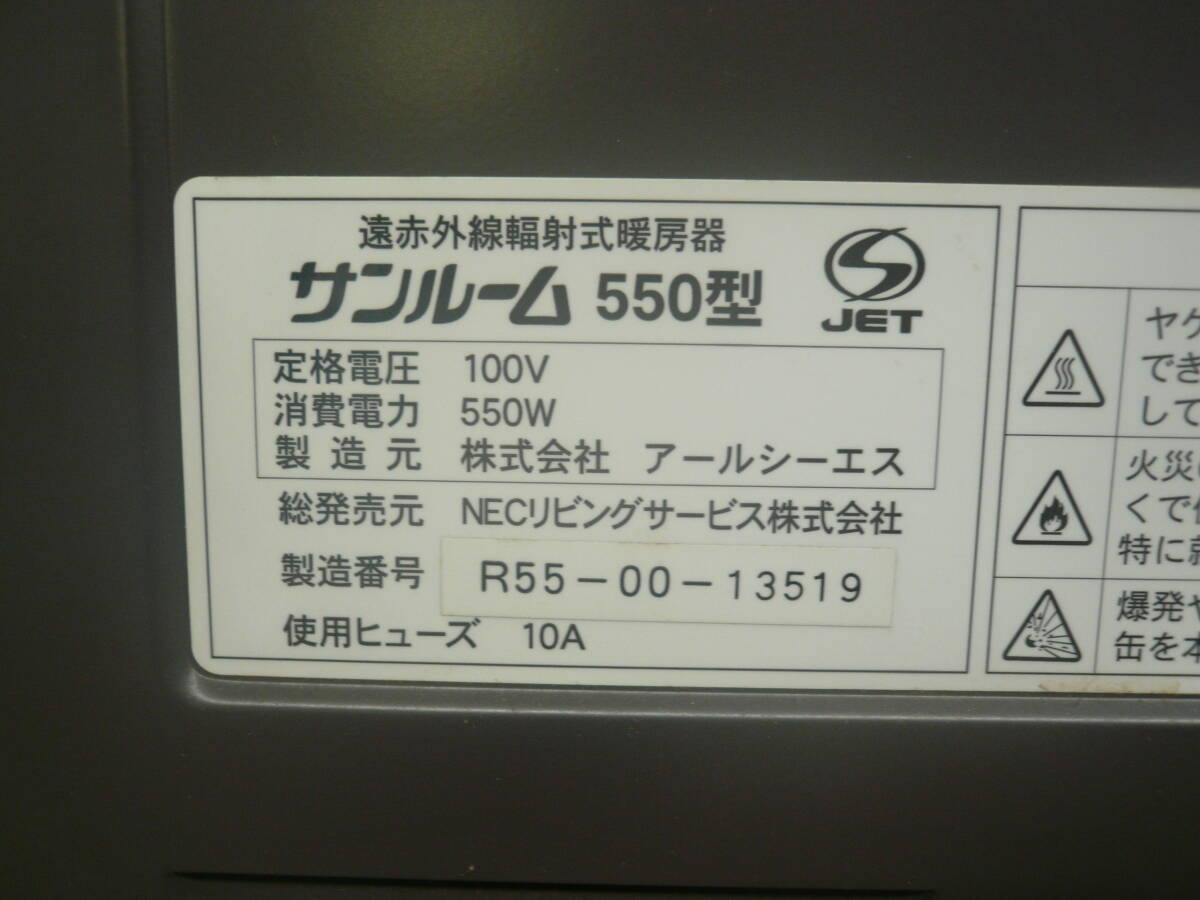 遠赤外線輻射式暖房器
サンルーム 550型
JET
定格電圧 100V
消費電力 550W
製造元 株式会社 アールシーエス
総発売元 NECリビングサービス株式会社
製造番号 R55-00-13519
使用ヒューズ 10A
ヤケ
でき
して
火災
くで
特に
爆発や
缶を本